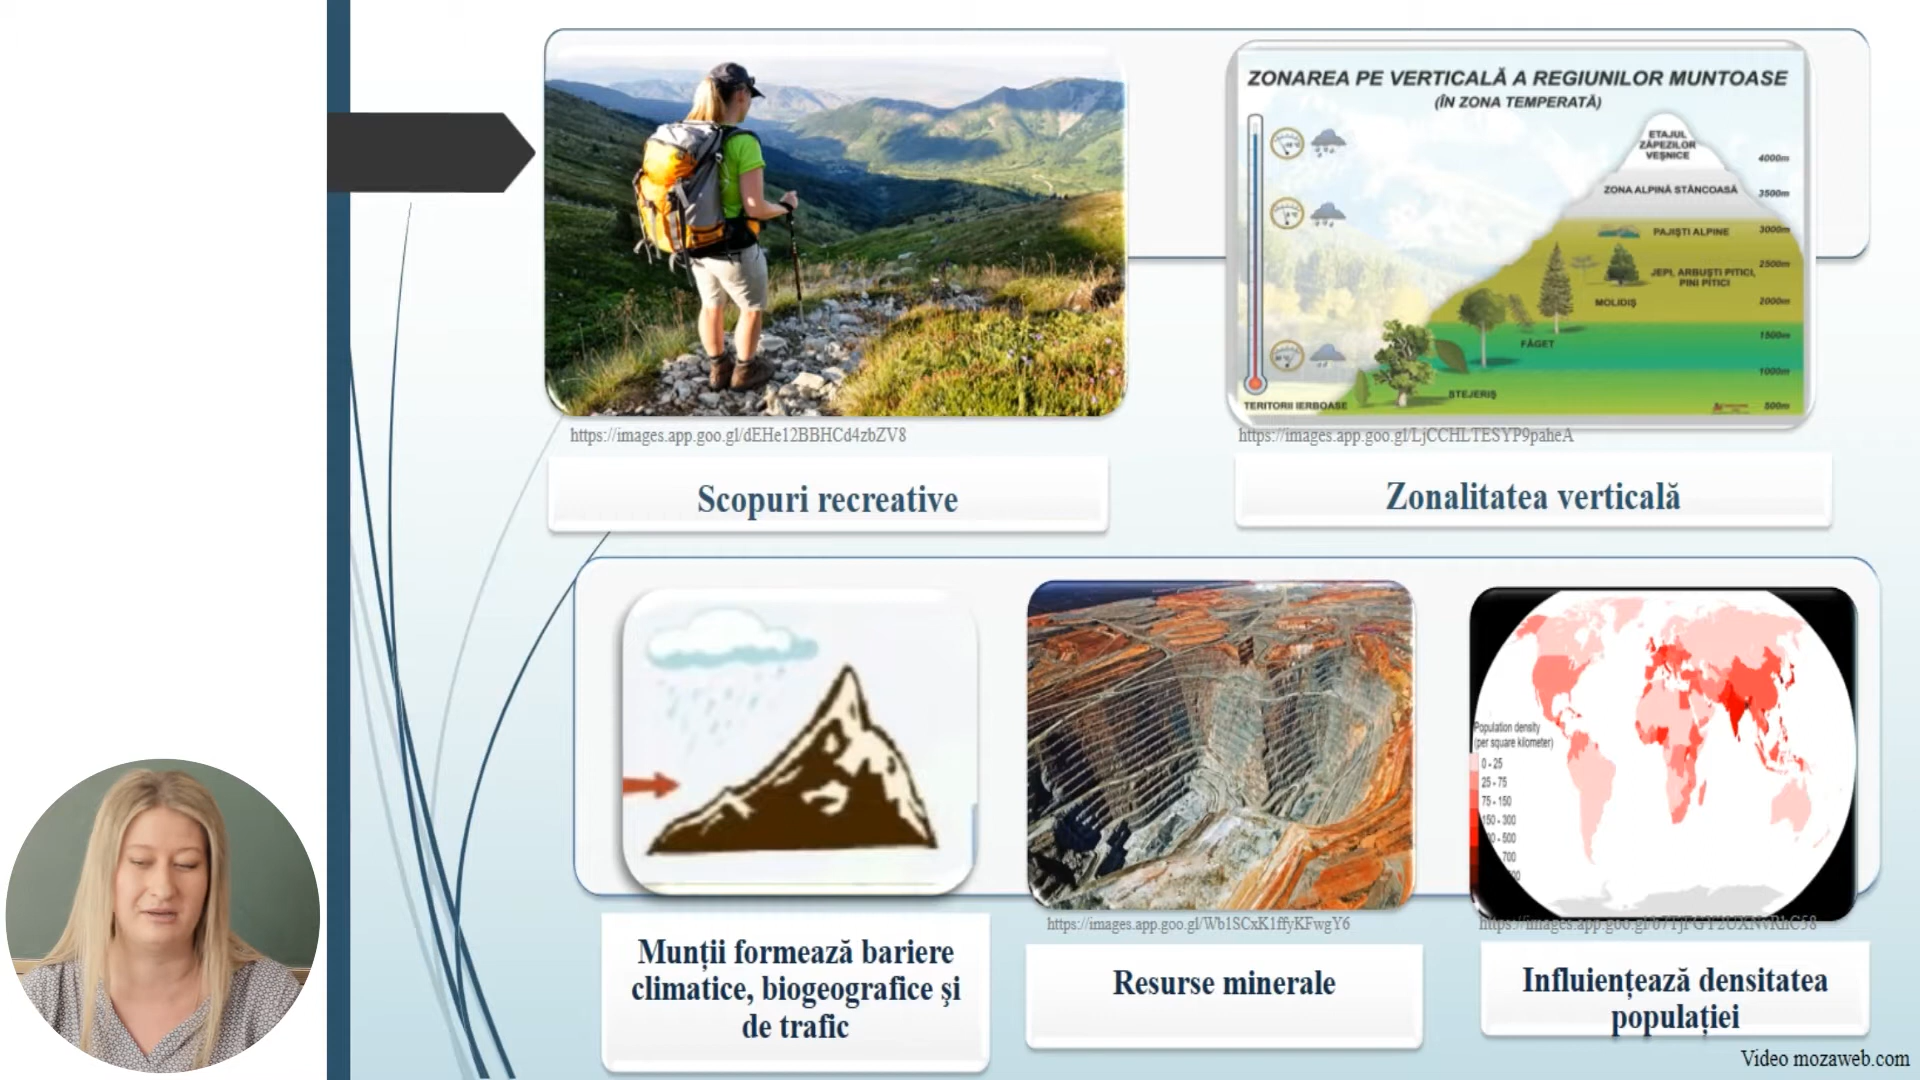 ZONAREA PE VERTICALĂ A REGIUNILOR MUNTOASE
(ÎN ZONA TEMPERATĂ)
ETAJUL
ZĂPEZILOR
VEȘNICE
4000m
ZONA ALPINĂ STÂNCOASĂ
3500m
PAJIȘTI ALPINE
3000m
2500m
JEPI, ARBUȘTI PITICI,
PINI PITICI
MOLIDIȘ
2000m
1500m
FĂGET
1000m
STEJERIȘ
TERITORII IERBOASE
500m
https://images.app.goo.gl/dEHe12BBHCd4zbZV8
https://images.app.goo.gl/LjCCHLTESYP9paheA
Scopuri recreative
Zonalitatea verticală
Population density
(per square kilometer)
0 - 25
25 - 75
75 - 150
150 - 300
- 500
700
https://images.app.goo.gl/Wb1SCxK1ffyKFwgY6
Munții formează bariere
climatice, biogeografice şi
de trafic
Resurse minerale
Influiențează densitatea
populației
Video mozaweb.com